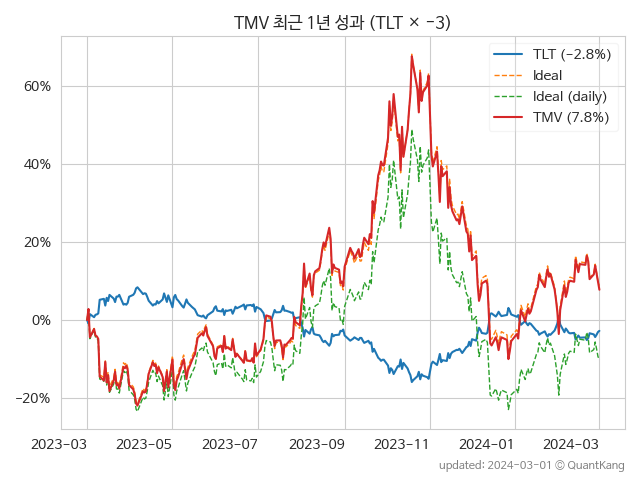 TMV 최근 1년 성과 (TLT × −3)
TLT (−2.8%)
Ideal
Ideal (daily)
TMV (7.8%)
60%
40%
20%
0%
−20%
2023-03
2023-05
2023-07
2023-09
2023-11
2024-01
2024-03
updated: 2024-03-01 © QuantKang